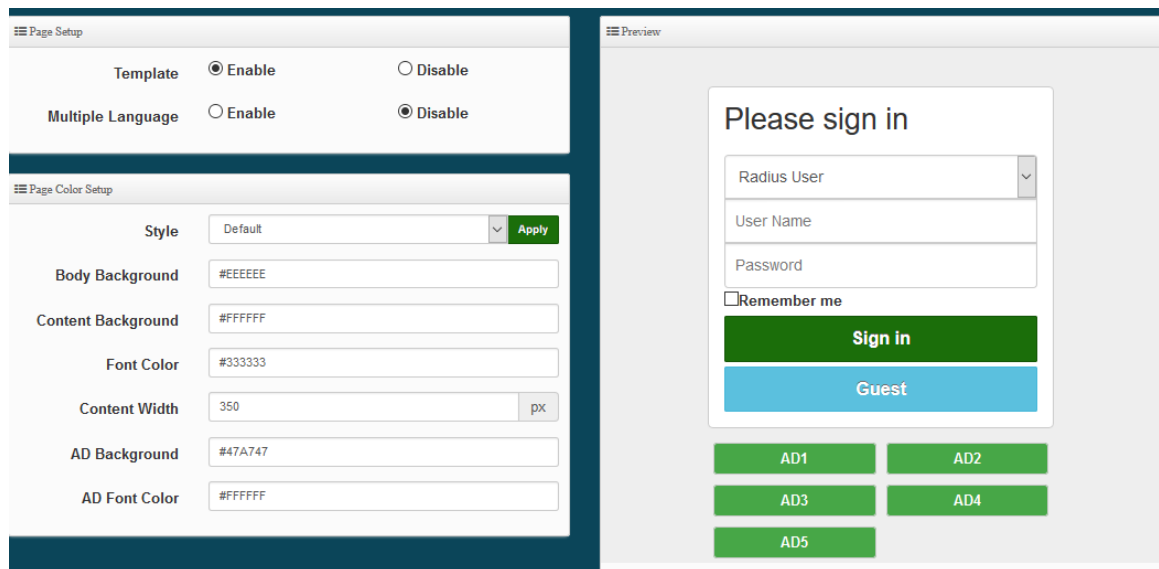 Page Setup
Template Enable Disable
Multiple Language Enable Disable
Page Color Setup
Style Default Apply
Body Background #EEEEEE
Content Background #FFFFFF
Font Color #333333
Content Width 350 px
AD Background #47A747
AD Font Color #FFFFFF
Preview
Please sign in
Radius User
User Name
Password
Remember me
Sign in
Guest
AD1 AD2
AD3 AD4
AD5